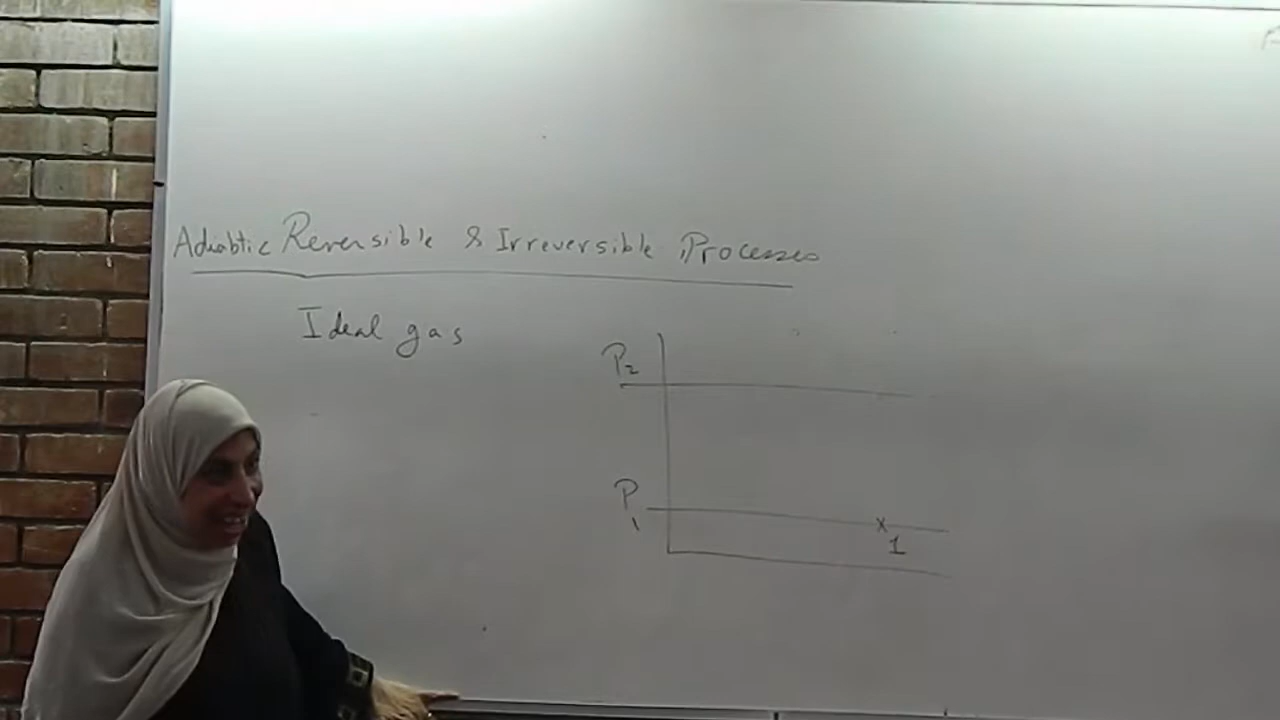 Adiabtic Reversible & Irreversible Processes
Ideal gas
P2
P1
x
1